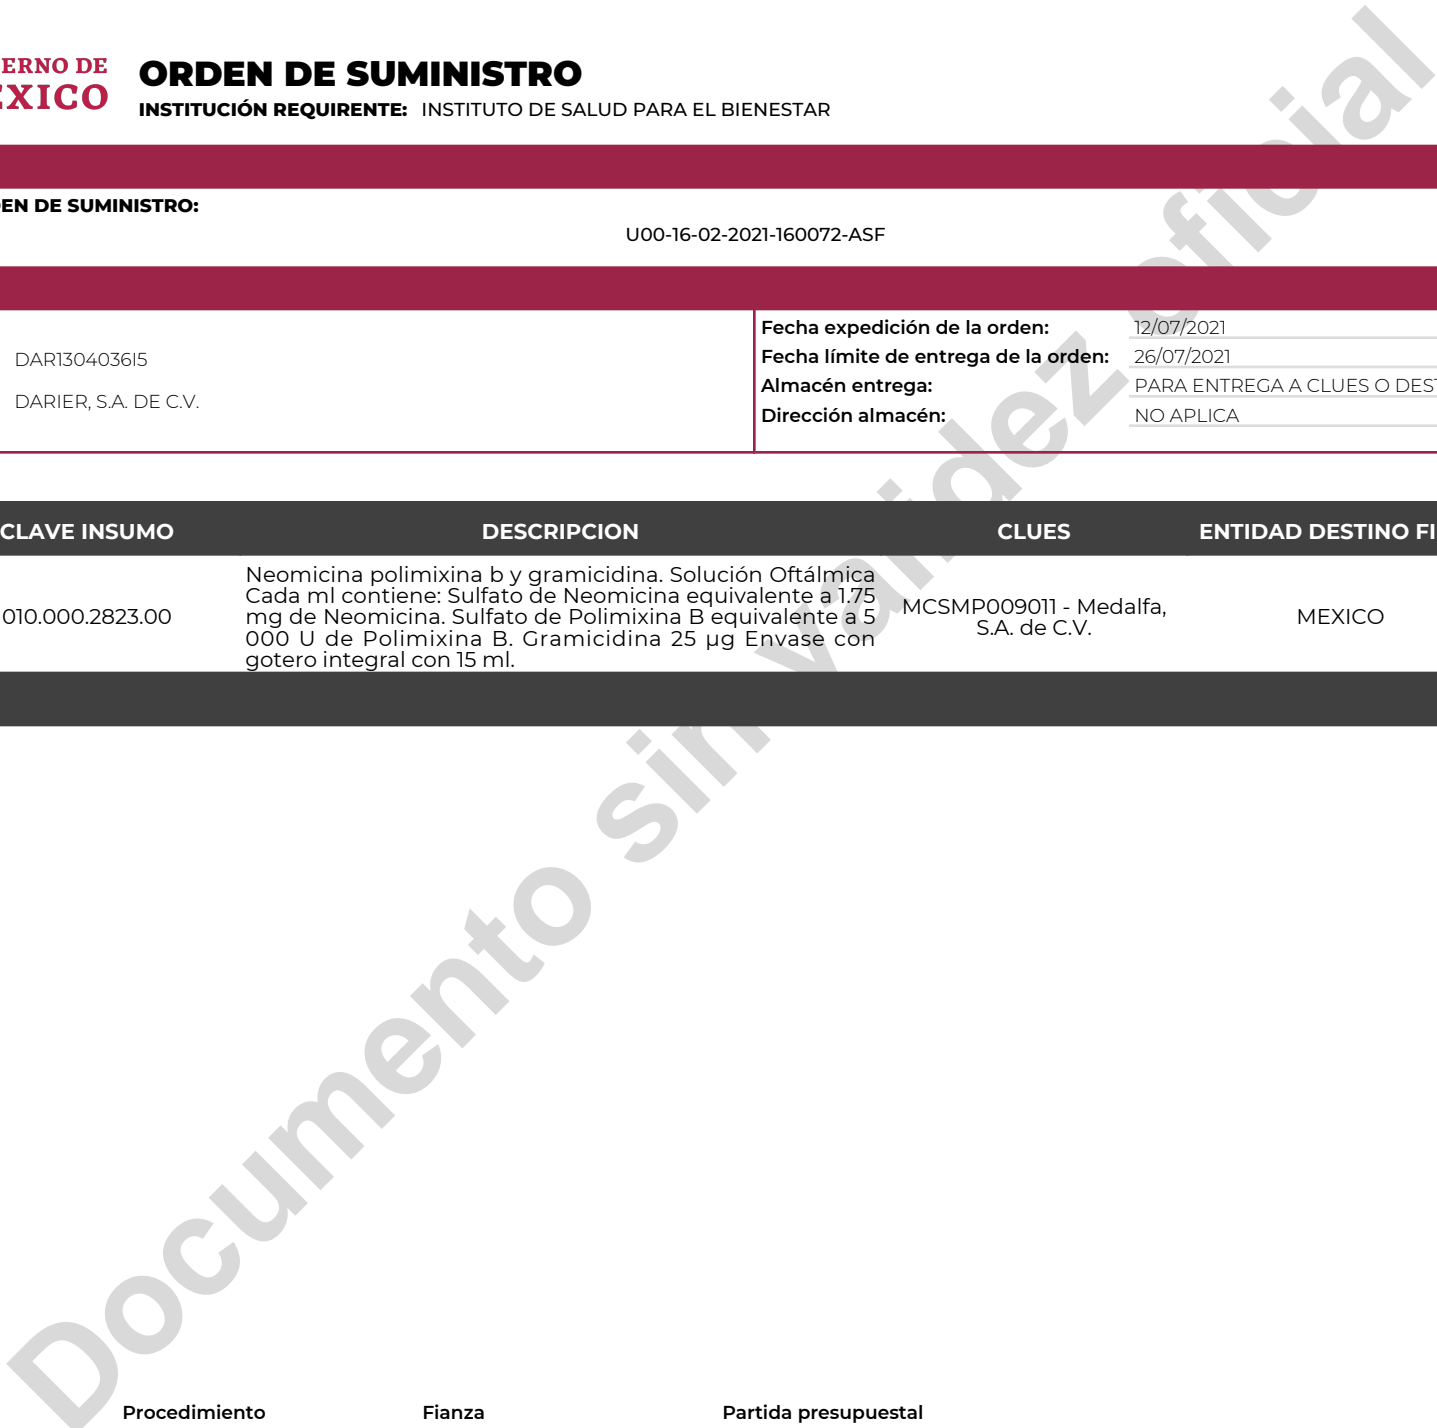 ERNO DE
EXICO
ORDEN DE SUMINISTRO
INSTITUCIÓN REQUIRENTE: INSTITUTO DE SALUD PARA EL BIENESTAR
EN DE SUMINISTRO:
U00-16-02-2021-160072-ASF
DAR1304036I5
DARIER, S.A. DE C.V.
Fecha expedición de la orden: 12/07/2021
Fecha límite de entrega de la orden: 26/07/2021
Almacén entrega: PARA ENTREGA A CLUES O DEST
Dirección almacén: NO APLICA
CLAVE INSUMO DESCRIPCION CLUES ENTIDAD DESTINO FI
010.000.2823.00
Neomicina polimixina b y gramicidina. Solución Oftálmica
Cada ml contiene: Sulfato de Neomicina equivalente a 1.75
mg de Neomicina. Sulfato de Polimixina B equivalente a 5
000 U de Polimixina B. Gramicidina 25 µg Envase con
gotero integral con 15 ml.
MCSMP009011 - Medalfa,
S.A. de C.V.
MEXICO
Documento sin validez oficial
Procedimiento Fianza Partida presupuestal